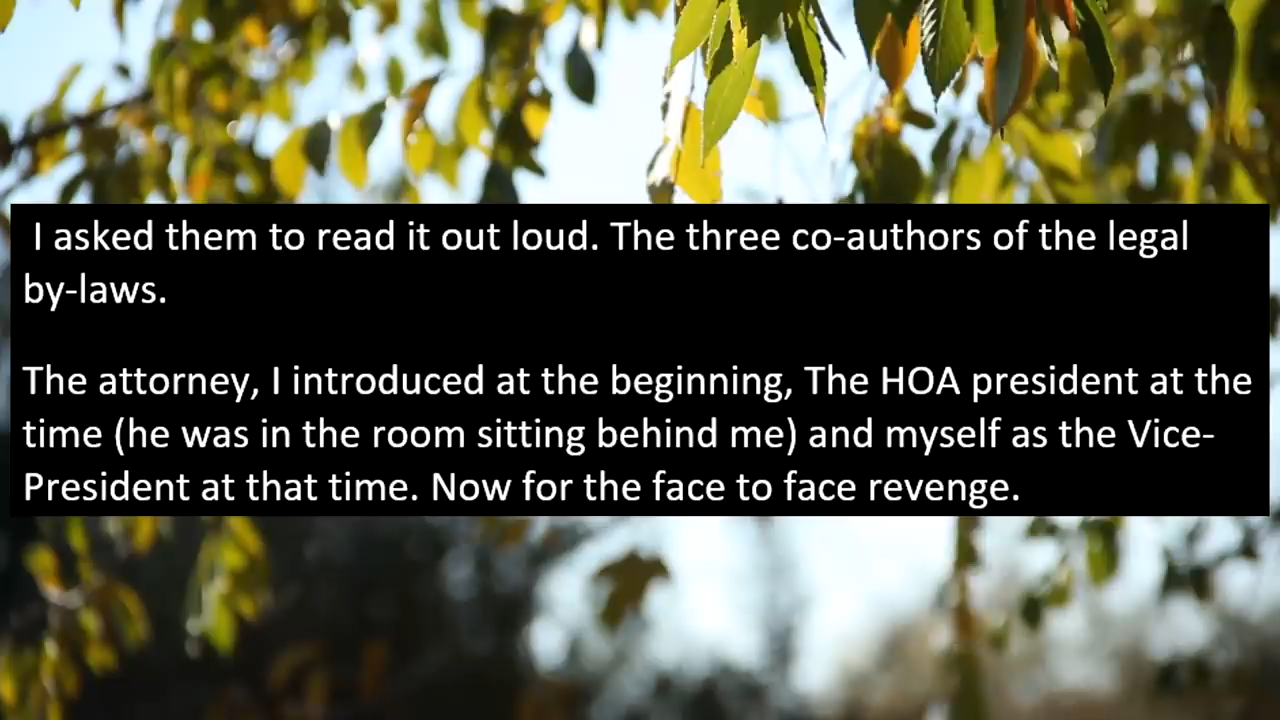 I asked them to read it out loud. The three co-authors of the legal
by-laws.
The attorney, I introduced at the beginning, The HOA president at the
time (he was in the room sitting behind me) and myself as the Vice-
President at that time. Now for the face to face revenge.